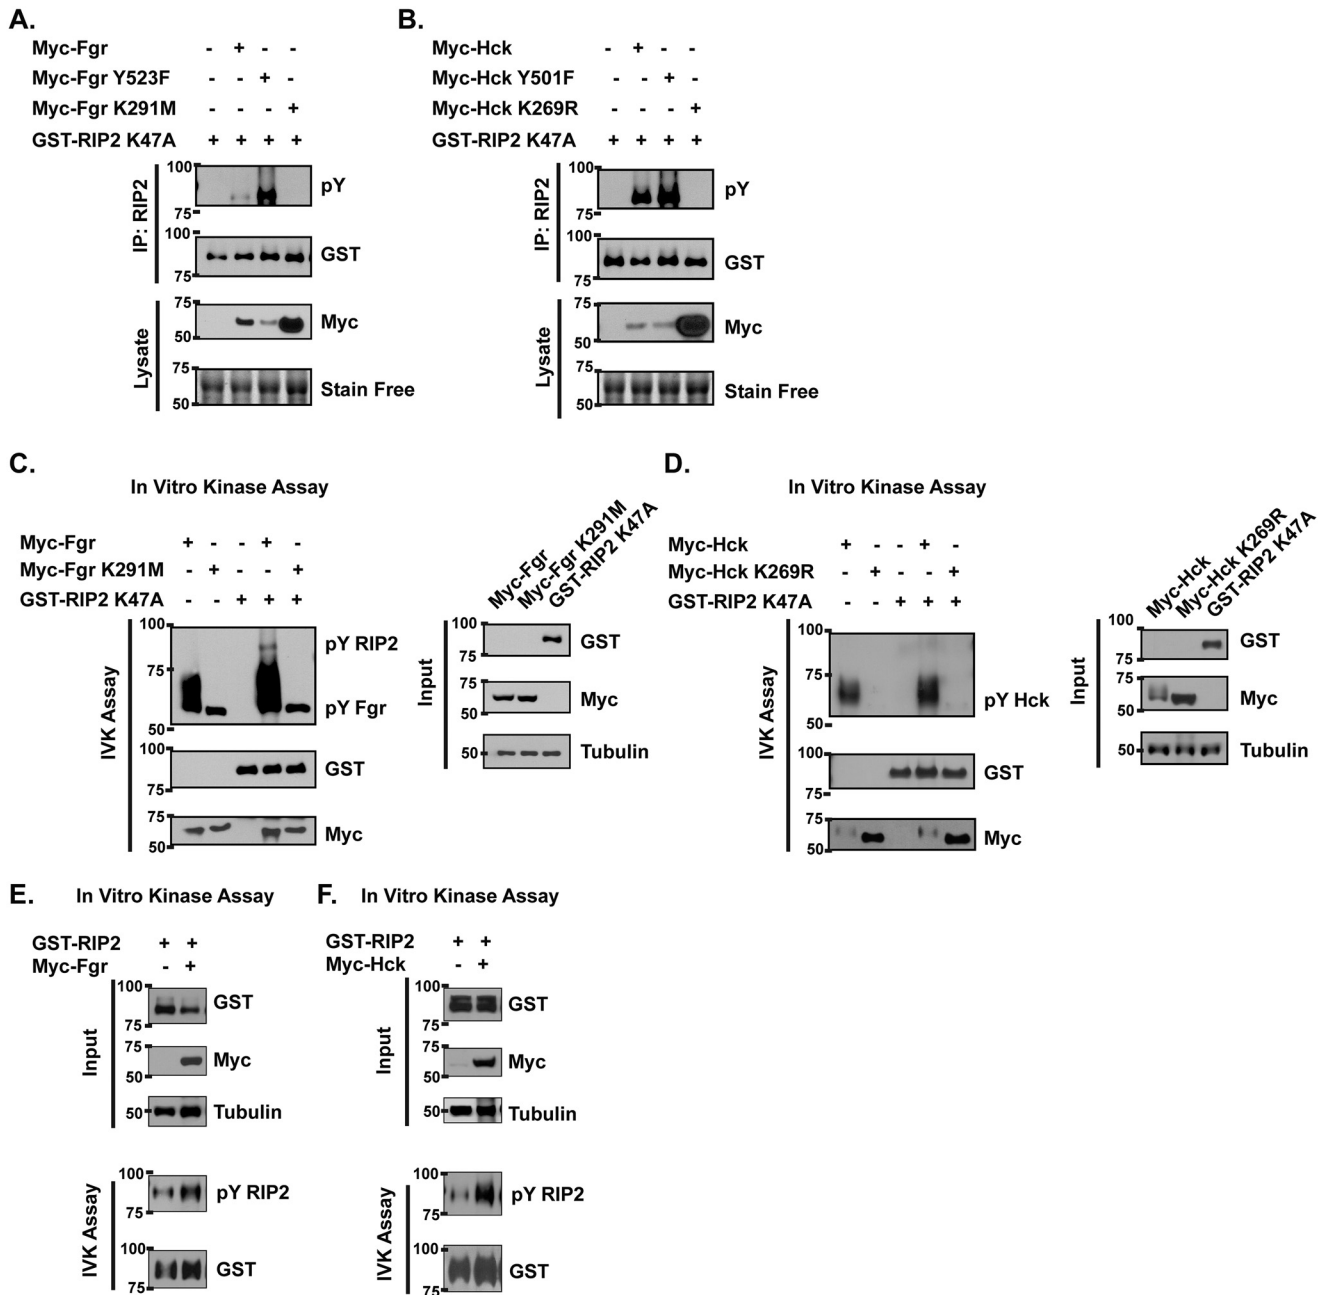 A.
Myc-Fgr - + - -
Myc-Fgr Y523F - - + -
Myc-Fgr K291M - - - +
GST-RIP2 K47A + + + +
IP: RIP2
100
75
pY
100
75
GST
Lysate
75
50
Myc
75
50
Stain Free
B.
Myc-Hck - + - -
Myc-Hck Y501F - - + -
Myc-Hck K269R - - - +
GST-RIP2 K47A + + + +
IP: RIP2
100
75
pY
100
75
GST
Lysate
75
50
Myc
75
50
Stain Free
C.
In Vitro Kinase Assay
Myc-Fgr + - - + -
Myc-Fgr K291M - + - - +
GST-RIP2 K47A - - + + +
IVK Assay
100
pY RIP2
75
pY Fgr
50
100
GST
75
75
Myc
50
Myc-Fgr
Myc-Fgr K291M
GST-RIP2 K47A
Input
100
GST
75
75
Myc
50
50
Tubulin
D.
In Vitro Kinase Assay
Myc-Hck + - - + -
Myc-Hck K269R - + - - +
GST-RIP2 K47A - - + + +
IVK Assay
100
75
pY Hck
50
100
GST
75
75
Myc
50
Myc-Hck
Myc-Hck K269R
GST-RIP2 K47A
Input
100
GST
75
75
Myc
50
50
Tubulin
E.
In Vitro Kinase Assay
GST-RIP2 + +
Myc-Fgr - +
Input
100
GST
75
75
Myc
50
50
Tubulin
IVK Assay
100
pY RIP2
75
100
GST
75
F.
In Vitro Kinase Assay
GST-RIP2 + +
Myc-Hck - +
Input
100
GST
75
75
Myc
50
50
Tubulin
IVK Assay
100
pY RIP2
75
100
GST
75